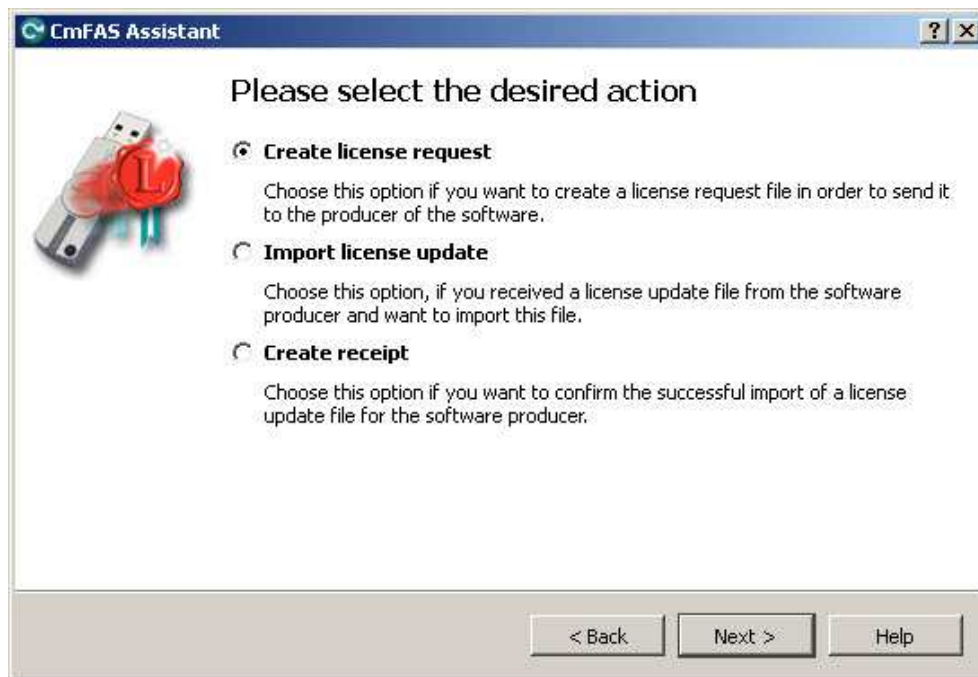 CmFAS Assistant
Please select the desired action
Create license request
Choose this option if you want to create a license request file in order to send it
to the producer of the software.
Import license update
Choose this option, if you received a license update file from the software
producer and want to import this file.
Create receipt
Choose this option if you want to confirm the successful import of a license
update file for the software producer.
< Back Next > Help